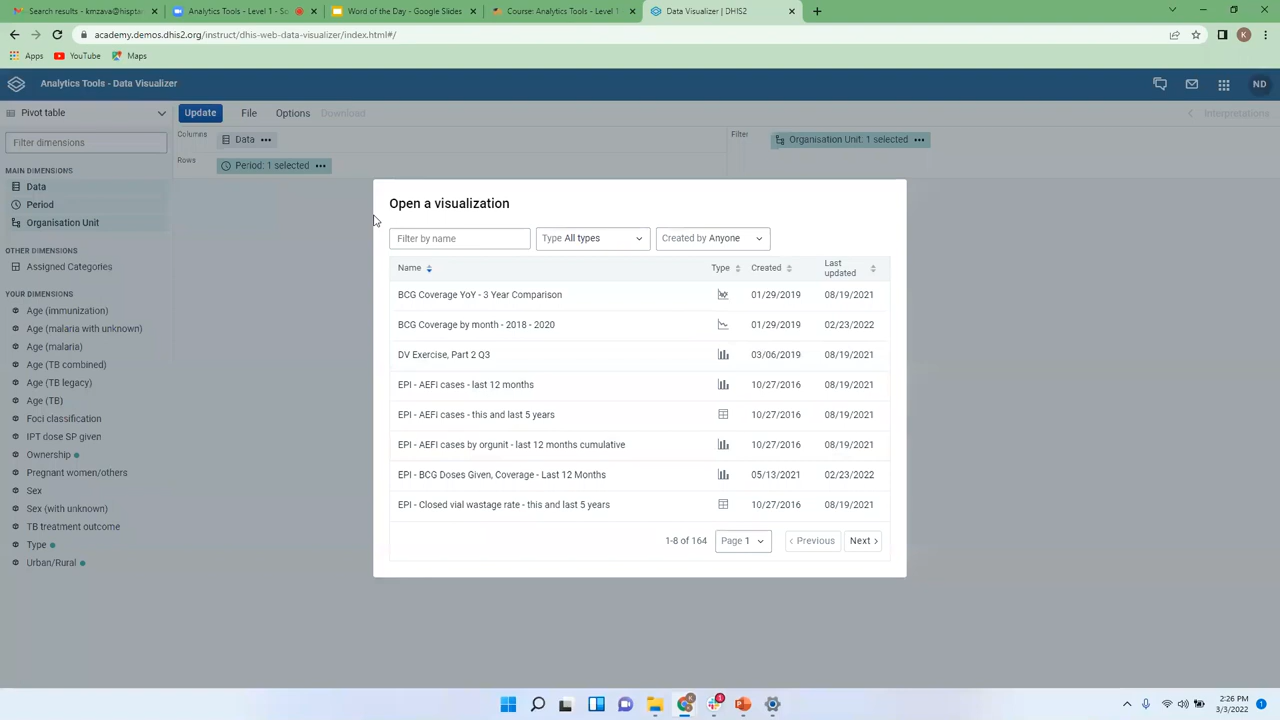 Search results - kmzava@hisptan
Analytics Tools - Level 1 - S
Word of the Day - Google Slides
Course: Analytics Tools - Level 1
Data Visualizer | DHIS2
academy.demos.dhis2.org/instruct/dhis-web-data-visualizer/index.html#/
K
Apps
YouTube
Maps
Analytics Tools - Data Visualizer
ND
Pivot table
Update
File
Options
Download
Interpretations
Columns
Data
Filter
Organisation Unit: 1 selected
Filter dimensions
Rows
Period: 1 selected
MAIN DIMENSIONS
Data
Period
Organisation Unit
OTHER DIMENSIONS
Assigned Categories
YOUR DIMENSIONS
Age (immunization)
Age (malaria with unknown)
Age (malaria)
Age (TB combined)
Age (TB legacy)
Age (TB)
Foci classification
IPT dose SP given
Ownership
Pregnant women/others
Sex
Sex (with unknown)
TB treatment outcome
Type
Urban/Rural
Open a visualization
Filter by name
Type All types
Created by Anyone
Name Type Created Last updated
BCG Coverage YoY - 3 Year Comparison 01/29/2019 08/19/2021
BCG Coverage by month - 2018 - 2020 01/29/2019 02/23/2022
DV Exercise, Part 2 Q3 03/06/2019 08/19/2021
EPI - AEFI cases - last 12 months 10/27/2016 08/19/2021
EPI - AEFI cases - this and last 5 years 10/27/2016 08/19/2021
EPI - AEFI cases by orgunit - last 12 months cumulative 10/27/2016 08/19/2021
EPI - BCG Doses Given, Coverage - Last 12 Months 05/13/2021 02/23/2022
EPI - Closed vial wastage rate - this and last 5 years 10/27/2016 08/19/2021
1-8 of 164
Page 1
Previous
Next
2:26 PM
3/3/2022